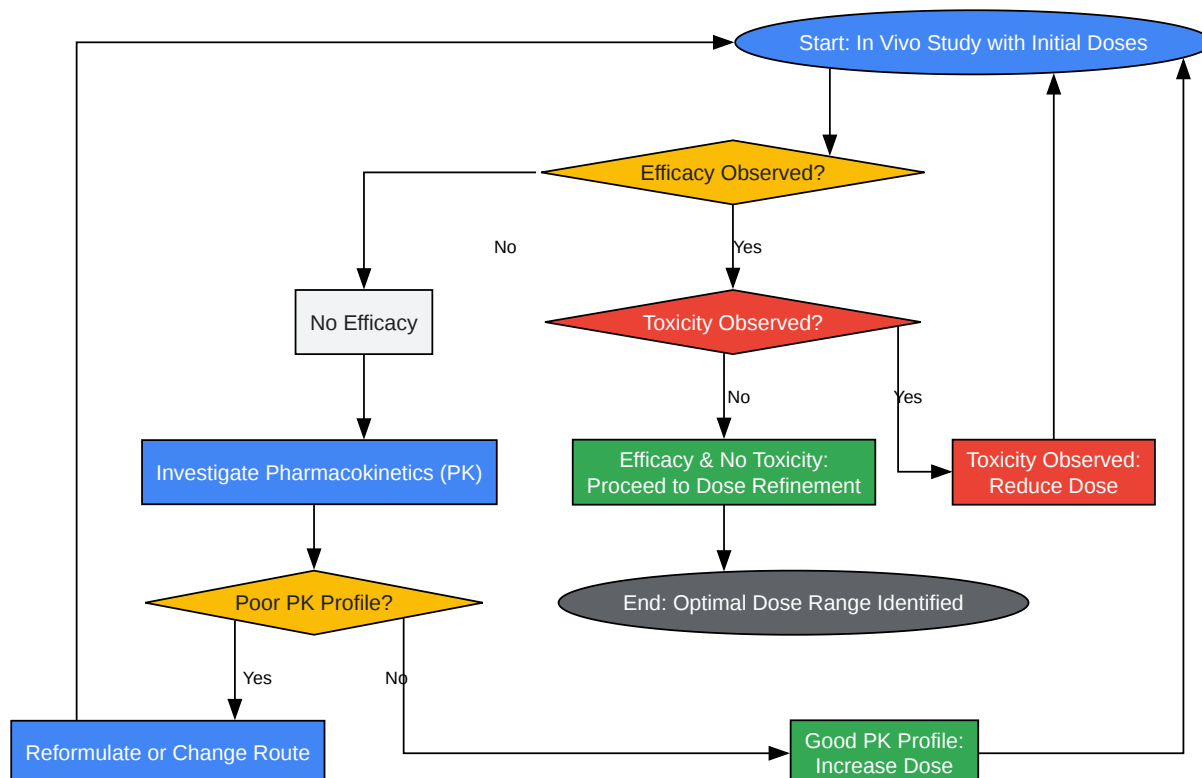 Start: In Vivo Study with Initial Doses
Efficacy Observed?
No
Yes
No Efficacy
Toxicity Observed?
No
Yes
Investigate Pharmacokinetics (PK)
Efficacy & No Toxicity:
Proceed to Dose Refinement
Toxicity Observed:
Reduce Dose
Poor PK Profile?
End: Optimal Dose Range Identified
Yes
No
Reformulate or Change Route
Good PK Profile:
Increase Dose